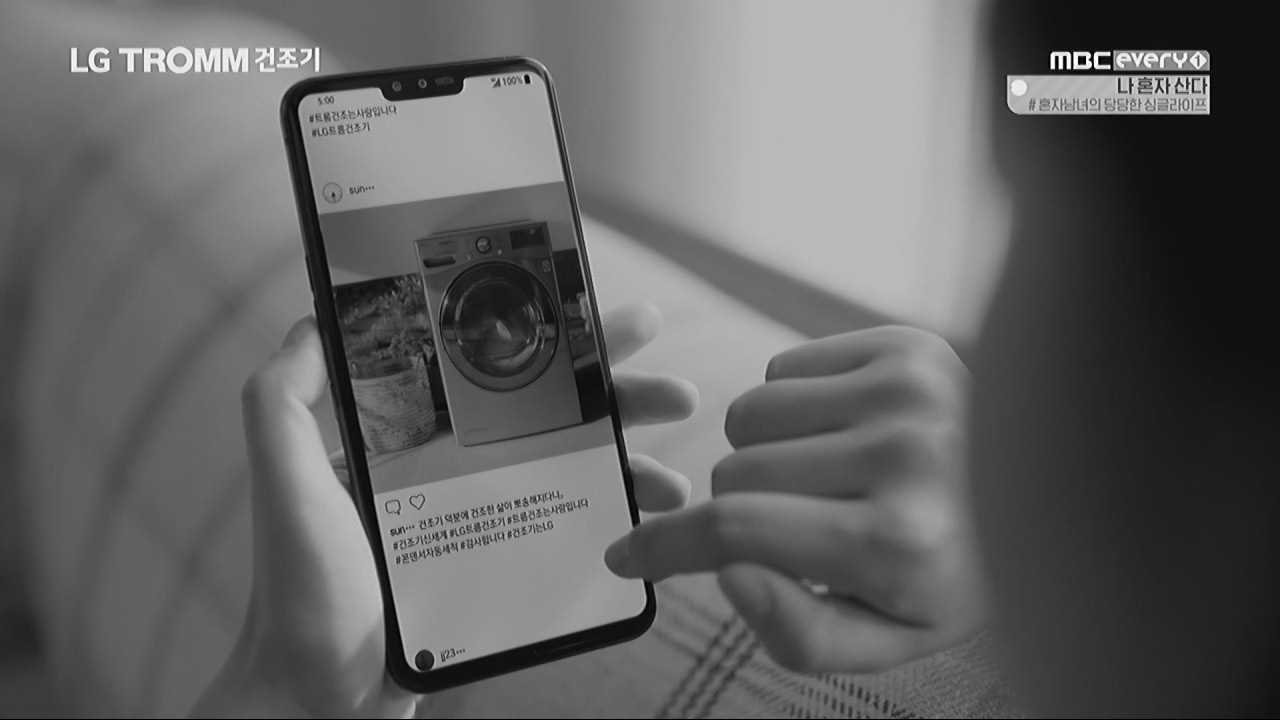 LG TROMM 건조기
MBC every1
나 혼자 산다
# 혼자남녀의 당당한 싱글라이프
5:00
100%
#트롬건조는사랑입니다
#LG트롬건조기
sun···
sun··· 건조기 덕분에 건조한 삶이 뽀송해지다니。
#건조기신세계 #LG트롬건조기 #트롬건조는사랑입니다
#콘덴서자동세척 #감사합니다 #건조기는LG
jj23···